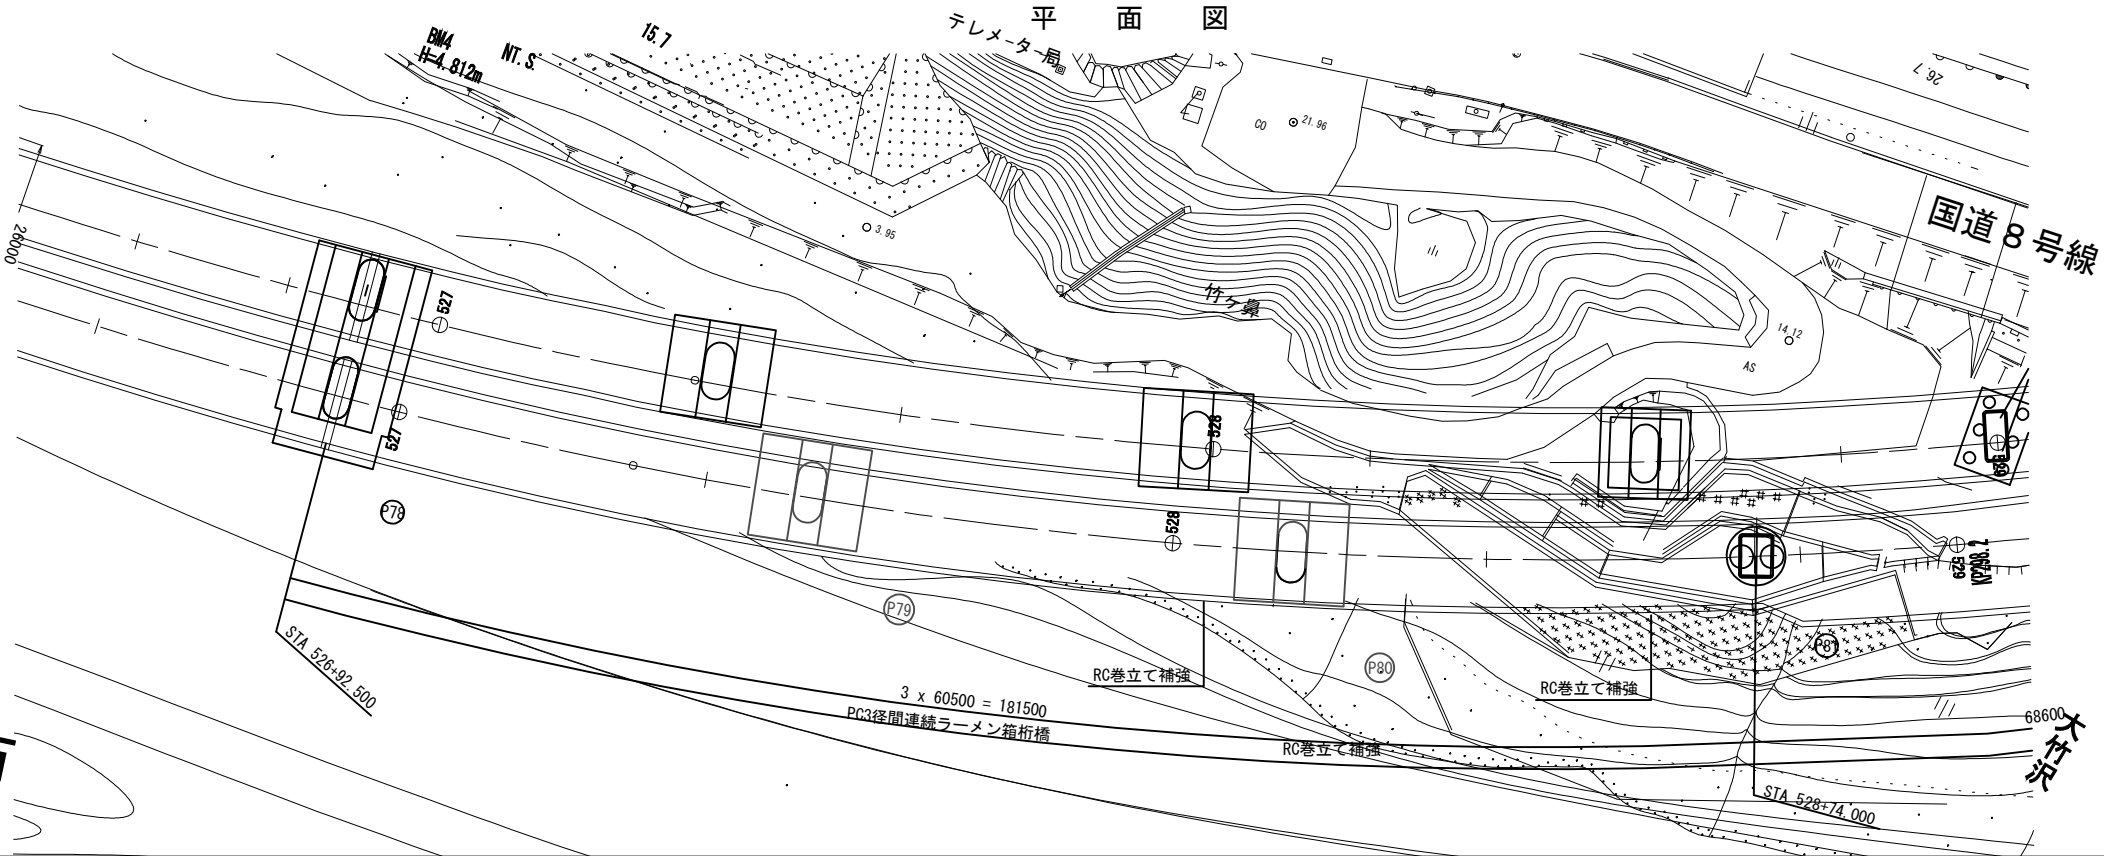 平面図
BM4
H=4.812m
NT.S.
15.7
テレメーター局
26.7
CO
21.96
国道8号線
3.95
26000
竹ヶ鼻
14.12
AS
527
527
528
528
529
529
P78
P79
P80
P81
STA 526+92.500
RC巻立て補強
RC巻立て補強
3 x 60500 = 181500
PC3径間連続ラーメン箱桁橋
RC巻立て補強
68600
大竹沢
STA 528+74.000